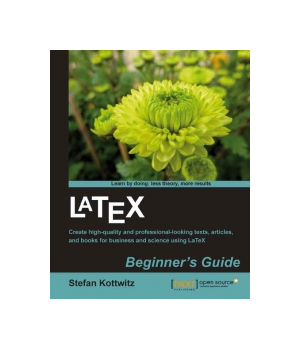 Learn by doing: less theory, more results
LATEX
Create high-quality and professional-looking texts, articles,
and books for business and science using LaTeX
Beginner's Guide
Stefan Kottwitz
open source